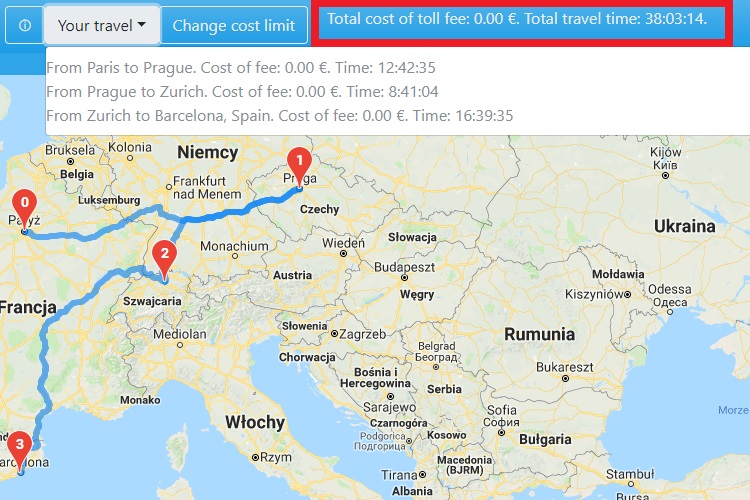 Your travel
Change cost limit
Total cost of toll fee: 0.00 €. Total travel time: 38:03:14.
From Paris to Prague. Cost of fee: 0.00 €. Time: 12:42:35
From Prague to Zurich. Cost of fee: 0.00 €. Time: 8:41:04
From Zurich to Barcelona, Spain. Cost of fee: 0.00 €. Time: 16:39:35
Bruksela
Kolonia
Niemcy
Kijów
Київ
Belgia
1
Praga
Frankfurt
nad Menem
Luksemburg
0
Paryż
Czechy
Ukraina
2
Monachium
Wiedeń
Słowacja
Budapeszt
Austria
Mołdawia
Węgry
Kiszyniów
Odessa
Одеса
Szwajcaria
Francja
Mediolan
Słowenia
Zagrzeb
Rumunia
Chorwacja
Belgrad
Београд
Bośnia i
Hercegowina
Bukareszt
Serbia
Monako
Sarajewo
Morze
Sofia
София
Włochy
Czarnogóra
Podgorica
Подгорица
Kosowo
Bułgaria
3
Barcelona
Rzym
Macedonia
(BJRM)
Tirana
Stambuł
Albania
Bursa